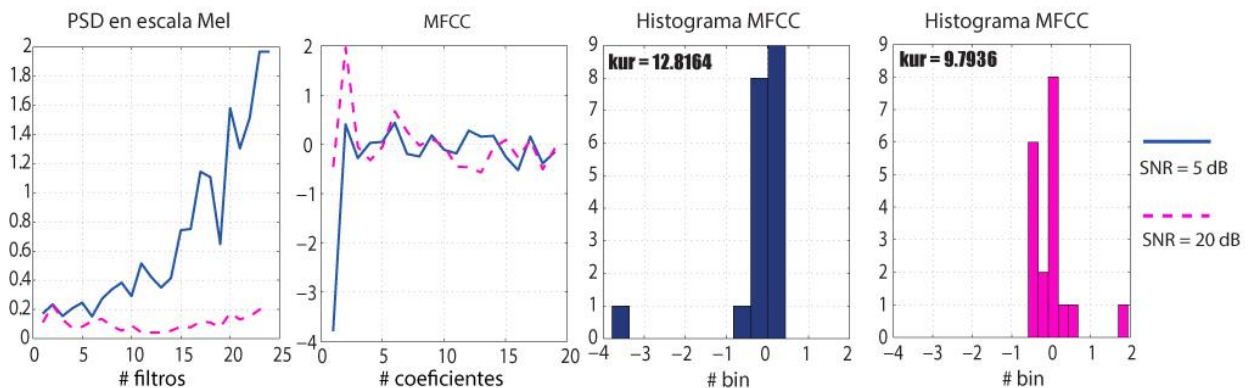 PSD en escala Mel
2
1.8
1.6
1.4
1.2
1
0.8
0.6
0.4
0.2
0
0 5 10 15 20 25
# filtros
MFCC
2
1
0
−1
−2
−3
−4
0 5 10 15 20
# coeficientes
Histograma MFCC
kur = 12.8164
9
8
7
6
5
4
3
2
1
0
−4 −3 −2 −1 0 1 2
# bin
Histograma MFCC
kur = 9.7936
9
8
7
6
5
4
3
2
1
0
−4 −3 −2 −1 0 1 2
# bin
SNR = 5 dB
SNR = 20 dB